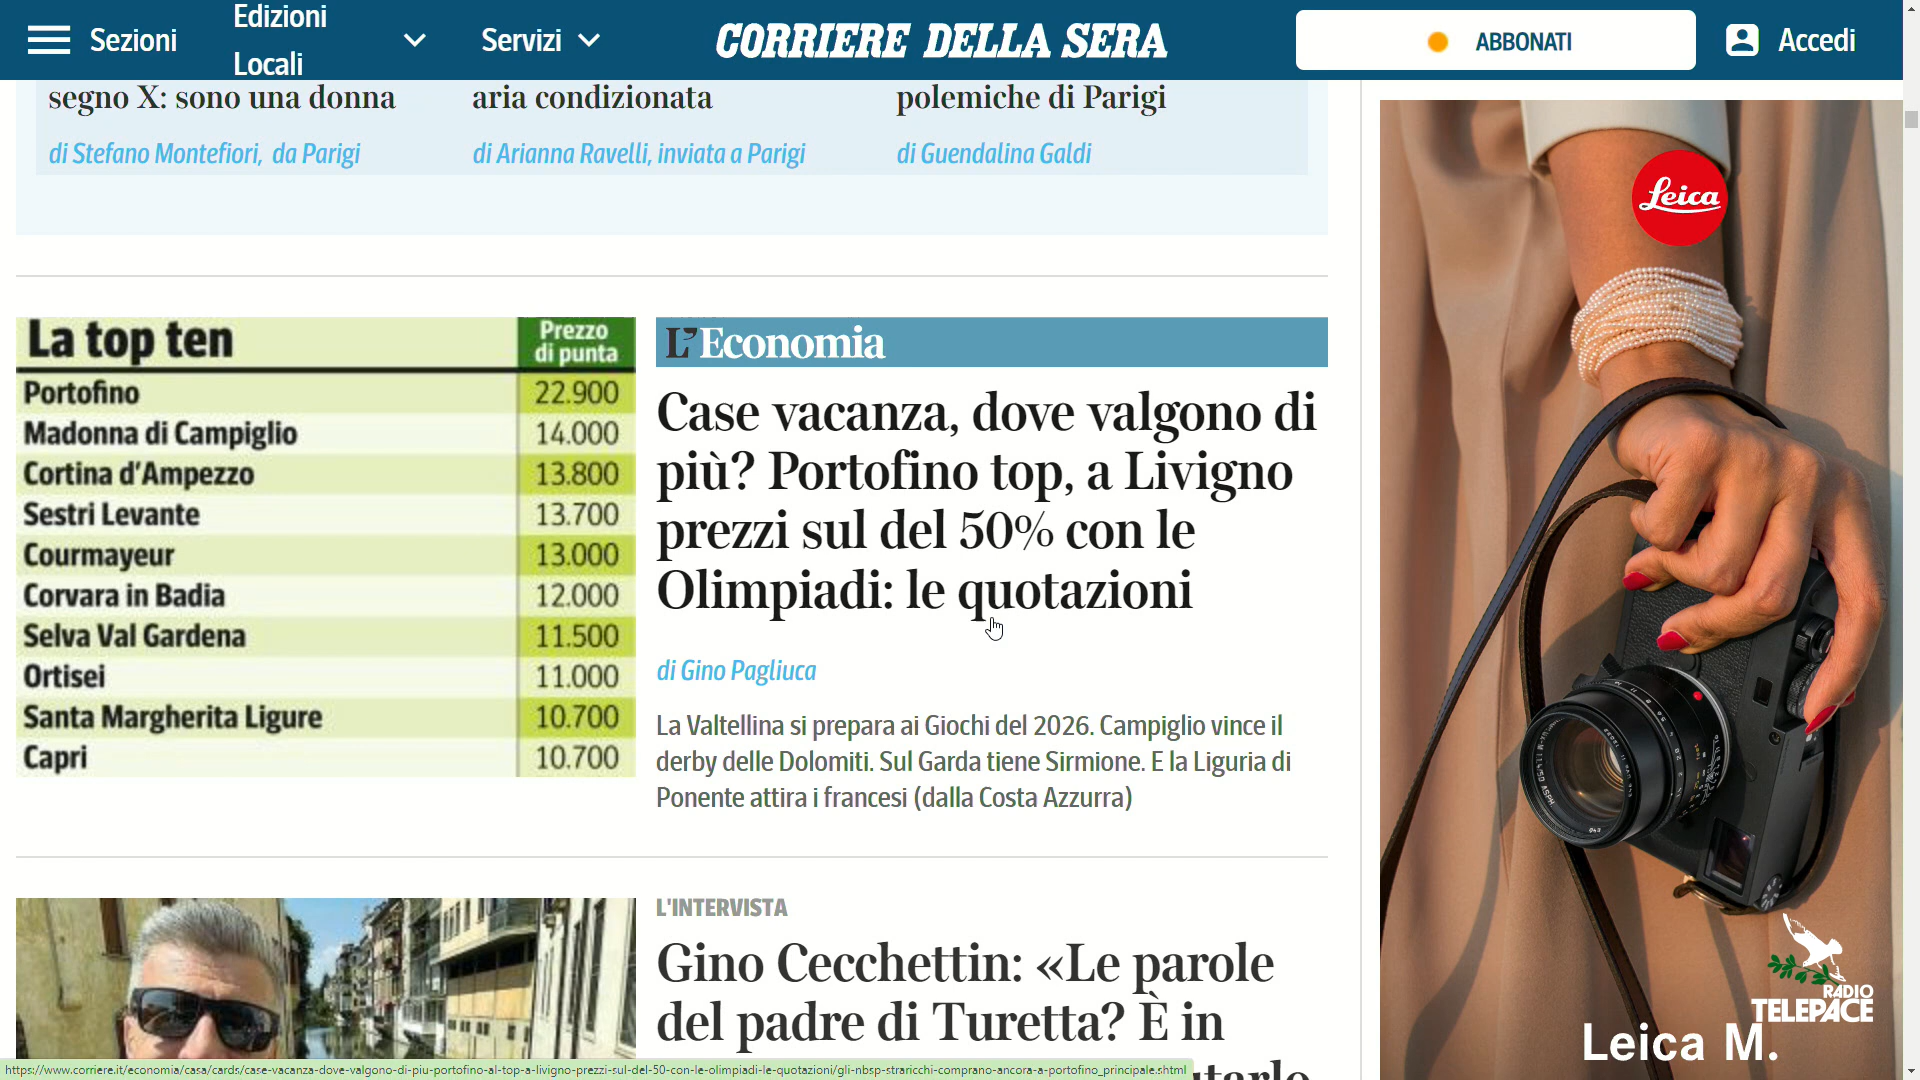 Sezioni
Edizioni
Locali
Servizi
CORRIERE DELLA SERA
ABBONATI
Accedi
segno X: sono una donna
di Stefano Montefiori, da Parigi
aria condizionata
di Arianna Ravelli, inviata a Parigi
polemiche di Parigi
di Guendalina Galdi
La top ten
Prezzo
di punta
Portofino 22.900
Madonna di Campiglio 14.000
Cortina d'Ampezzo 13.800
Sestri Levante 13.700
Courmayeur 13.000
Corvara in Badia 12.000
Selva Val Gardena 11.500
Ortisei 11.000
Santa Margherita Ligure 10.700
Capri 10.700
L'Economia
Case vacanza, dove valgono di
più? Portofino top, a Livigno
prezzi sul del 50% con le
Olimpiadi: le quotazioni
di Gino Pagliuca
La Valtellina si prepara ai Giochi del 2026. Campiglio vince il
derby delle Dolomiti. Sul Garda tiene Sirmione. E la Liguria di
Ponente attira i francesi (dalla Costa Azzurra)
L'INTERVISTA
Gino Cecchettin: «Le parole
del padre di Turetta? È in
Leica
RADIO
TELEPACE
Leica M.
https://www.corriere.it/economia/casa/cards/case-vacanza-dove-valgono-di-piu-portofino-al-top-a-livigno-prezzi-sul-del-50-con-le-olimpiadi-le-quotazioni/gli-nbsp-straricchi-comprano-ancora-a-portofino_principale.shtml